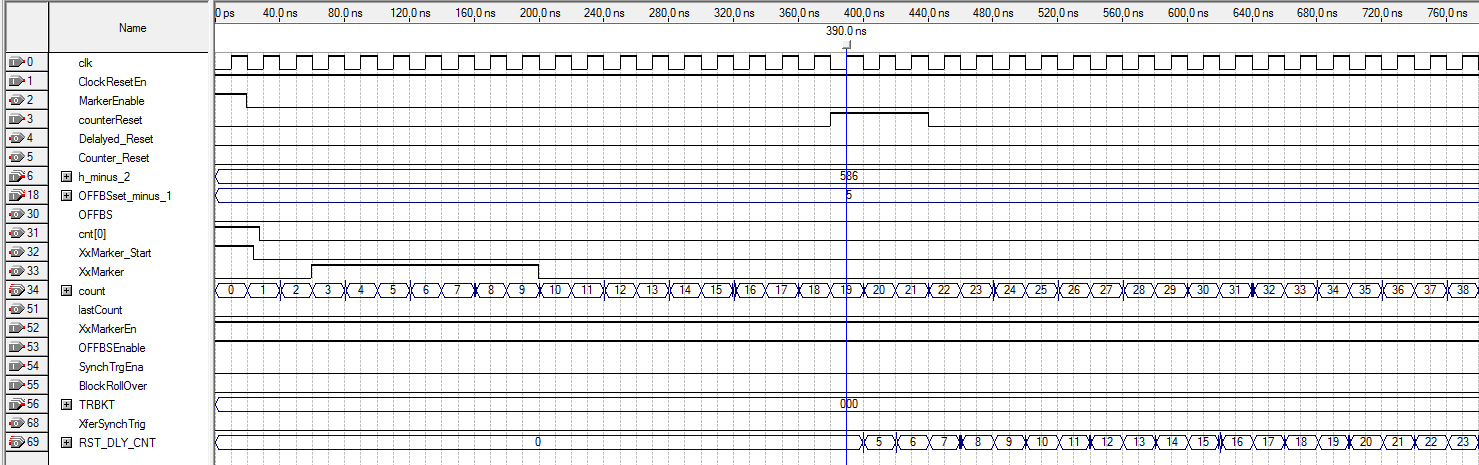 Name
0 ps 40.0 ns 80.0 ns 120.0 ns 160.0 ns 200.0 ns 240.0 ns 280.0 ns 320.0 ns 360.0 ns 400.0 ns 440.0 ns 480.0 ns 520.0 ns 560.0 ns 600.0 ns 640.0 ns 680.0 ns 720.0 ns 760.0 ns
390.0 ns
0 clk
1 ClockResetEn
2 MarkerEnable
3 counterReset
4 Delalyed_Reset
5 Counter_Reset
6 h_minus_2 586
18 OFFBSset_minus_1 5
30 OFFBS
31 cnt[0]
32 XxMarker_Start
33 XxMarker
34 count 0 1 2 3 4 5 6 7 8 9 10 11 12 13 14 15 16 17 18 19 20 21 22 23 24 25 26 27 28 29 30 31 32 33 34 35 36 37 38
51 lastCount
52 XxMarkerEn
53 OFFBSEnable
54 SynchTrgEna
55 BlockRollOver
56 TRBKT 000
68 XferSynchTrig
69 RST_DLY_CNT 0 5 6 7 8 9 10 11 12 13 14 15 16 17 18 19 20 21 22 23